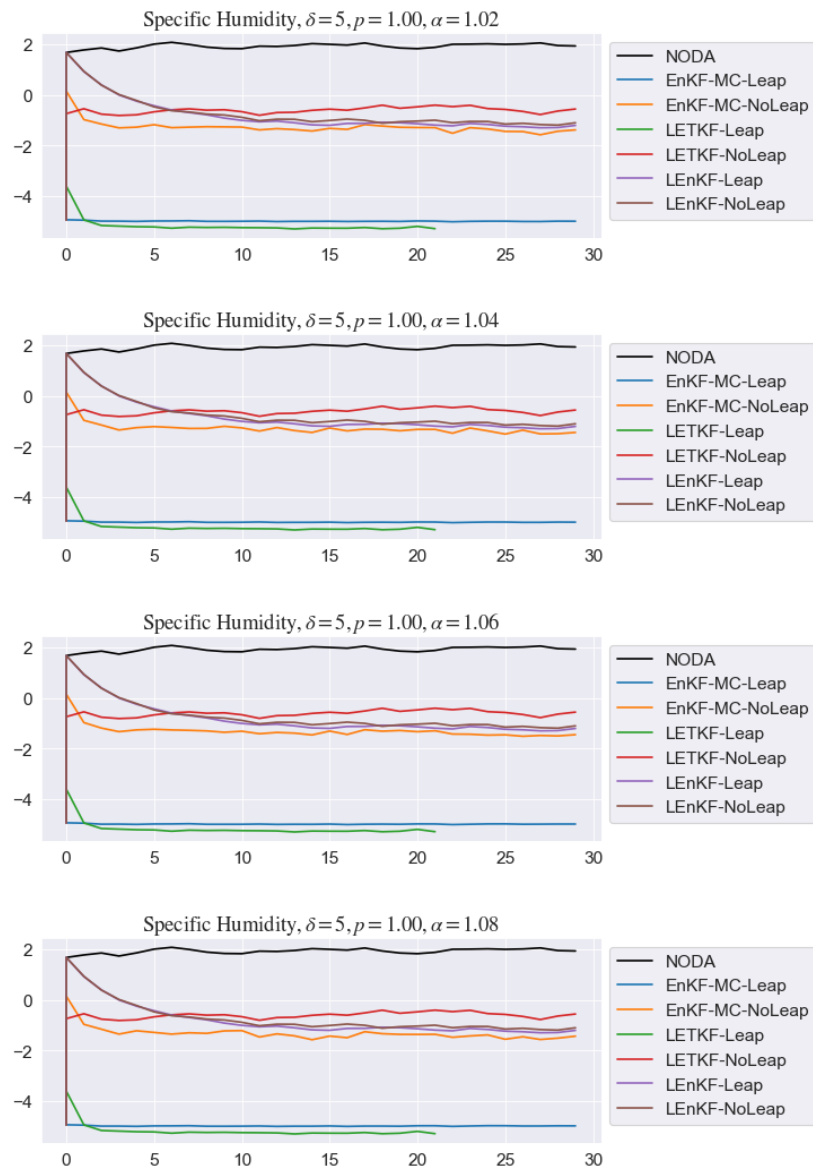 Specific Humidity, δ = 5, p = 1.00, α = 1.02
2
0
−2
−4
0 5 10 15 20 25 30
NODA
EnKF-MC-Leap
EnKF-MC-NoLeap
LETKF-Leap
LETKF-NoLeap
LEnKF-Leap
LEnKF-NoLeap
Specific Humidity, δ = 5, p = 1.00, α = 1.04
2
0
−2
−4
0 5 10 15 20 25 30
NODA
EnKF-MC-Leap
EnKF-MC-NoLeap
LETKF-Leap
LETKF-NoLeap
LEnKF-Leap
LEnKF-NoLeap
Specific Humidity, δ = 5, p = 1.00, α = 1.06
2
0
−2
−4
0 5 10 15 20 25 30
NODA
EnKF-MC-Leap
EnKF-MC-NoLeap
LETKF-Leap
LETKF-NoLeap
LEnKF-Leap
LEnKF-NoLeap
Specific Humidity, δ = 5, p = 1.00, α = 1.08
2
0
−2
−4
0 5 10 15 20 25 30
NODA
EnKF-MC-Leap
EnKF-MC-NoLeap
LETKF-Leap
LETKF-NoLeap
LEnKF-Leap
LEnKF-NoLeap